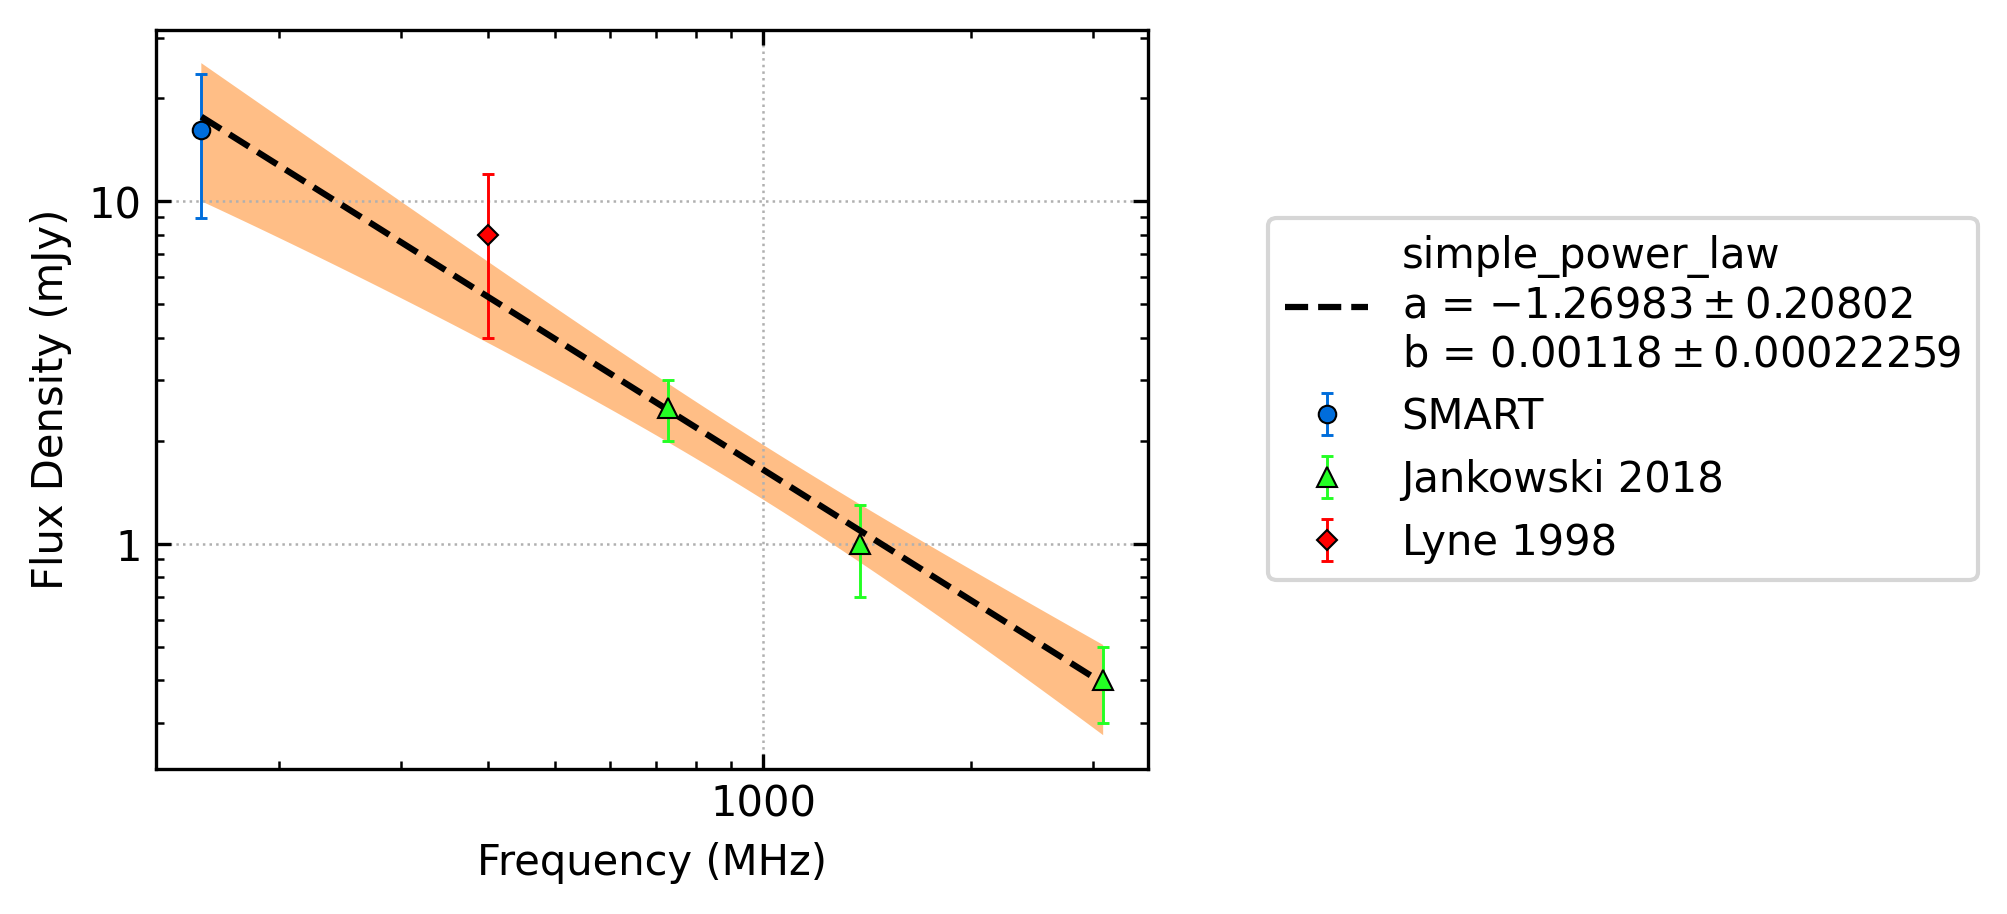 10
1
Flux Density (mJy)
1000
Frequency (MHz)
simple_power_law
a = −1.26983 ± 0.20802
b = 0.00118 ± 0.00022259
SMART
Jankowski 2018
Lyne 1998